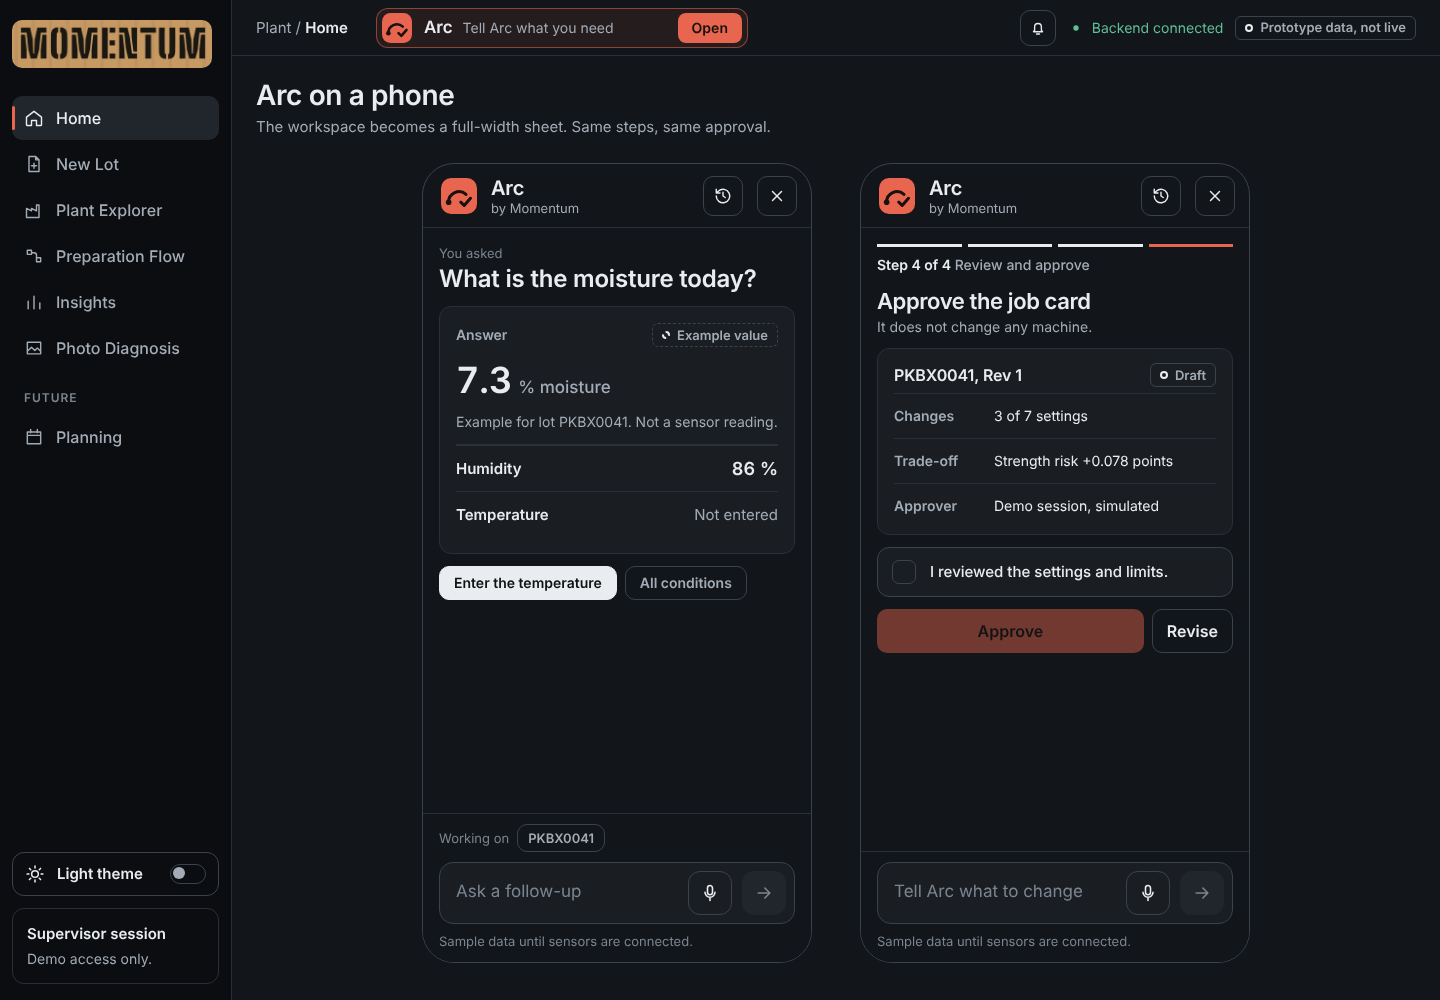 MOMENTUM
Home
New Lot
Plant Explorer
Preparation Flow
Insights
Photo Diagnosis
FUTURE
Planning
Light theme
Supervisor session
Demo access only.
Plant / Home
Arc Tell Arc what you need Open
Backend connected
Prototype data, not live
Arc on a phone
The workspace becomes a full-width sheet. Same steps, same approval.
Arc
by Momentum
You asked
What is the moisture today?
Answer Example value
7.3 % moisture
Example for lot PKBX0041. Not a sensor reading.
Humidity 86 %
Temperature Not entered
Enter the temperature All conditions
Working on PKBX0041
Ask a follow-up
Sample data until sensors are connected.
Arc
by Momentum
Step 4 of 4 Review and approve
Approve the job card
It does not change any machine.
PKBX0041, Rev 1 Draft
Changes 3 of 7 settings
Trade-off Strength risk +0.078 points
Approver Demo session, simulated
I reviewed the settings and limits.
Approve Revise
Tell Arc what to change
Sample data until sensors are connected.